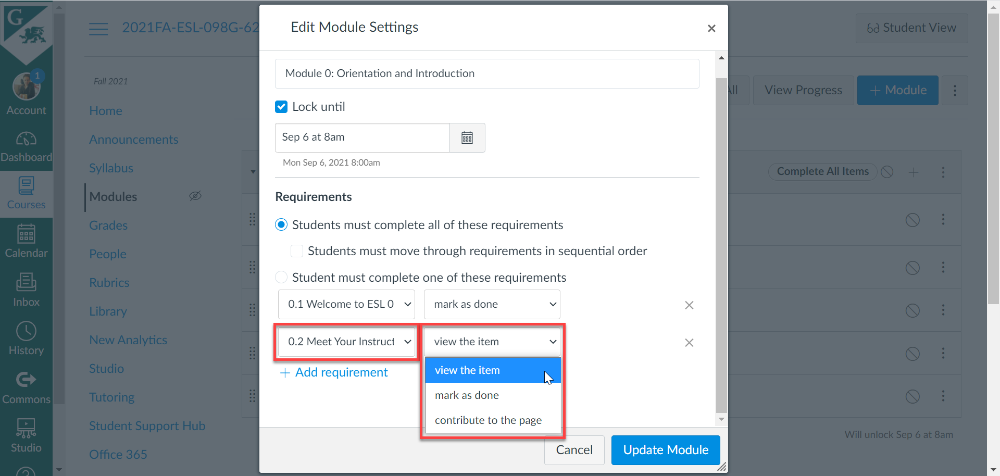 G
1
Account
Dashboard
Courses
Calendar
Inbox
History
Commons
Studio
2021FA-ESL-098G-62
Fall 2021
Home
Announcements
Syllabus
Modules
Grades
People
Rubrics
Library
New Analytics
Studio
Tutoring
Student Support Hub
Office 365
Edit Module Settings
Module 0: Orientation and Introduction
Lock until
Sep 6 at 8am
Mon Sep 6, 2021 8:00am
Requirements
Students must complete all of these requirements
Students must move through requirements in sequential order
Student must complete one of these requirements
0.1 Welcome to ESL 0 mark as done
0.2 Meet Your Instruct view the item
+ Add requirement
view the item
mark as done
contribute to the page
Cancel Update Module
Student View
All View Progress + Module
Complete All Items
Will unlock Sep 6 at 8am